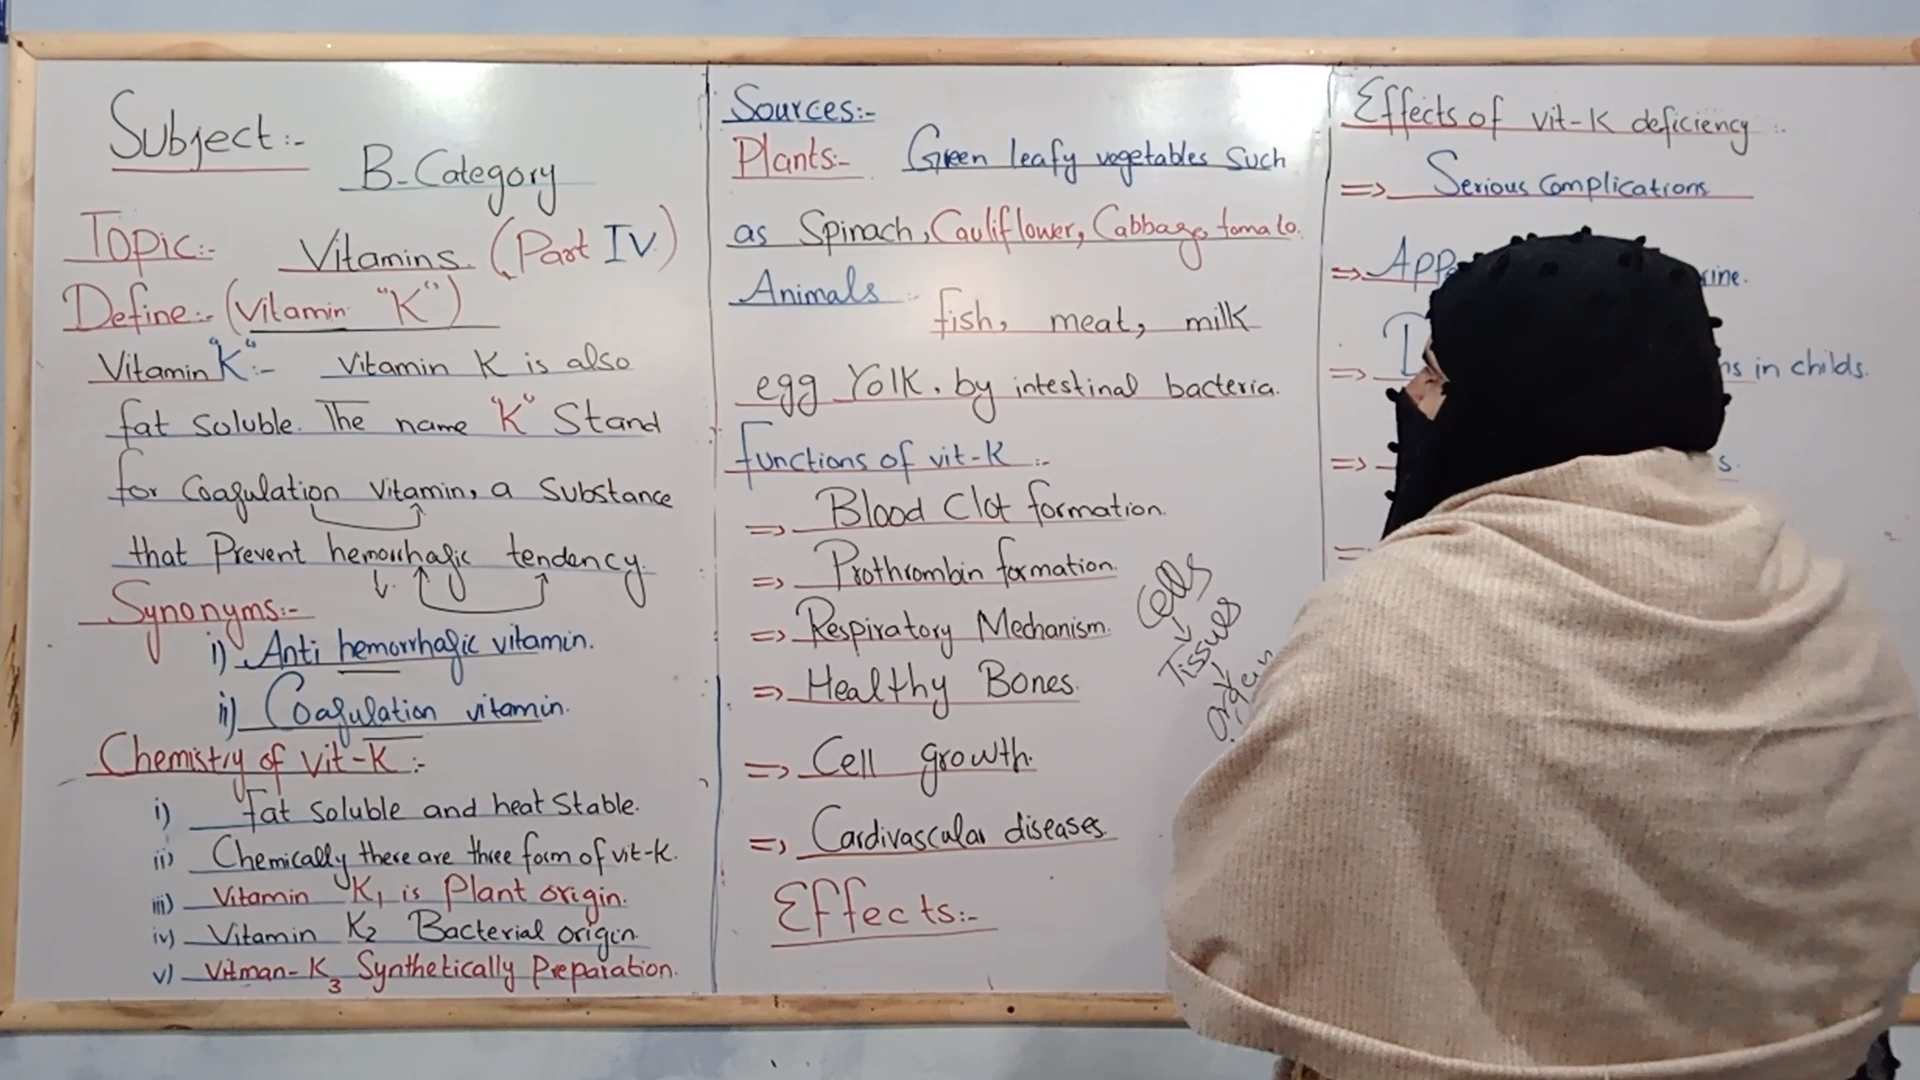 Subject:-
B-Category
Topic:- Vitamins. (Part IV.)
Define:- (Vitamin "K")
Vitamin "K":- Vitamin K is also
fat soluble. The name "K" Stand
for Coagulation vitamin, a Substance
that Prevent hemorrhagic tendency.
Synonyms:-
i) Anti hemorrhagic vitamin.
ii) Coagulation vitamin.
Chemistry of vit-K :-
i) Fat soluble and heat stable.
ii) Chemically there are three form of vit-K.
iii) Vitamin K1 is Plant origin.
iv) Vitamin K2 Bacterial origin.
v) Vitman-K3 Synthetically Preparation.
Sources:-
Plants:- Green leafy vegetables Such
as Spinach, Cauliflower, Cabbage, tomato.
Animals :- fish, meat, milk
egg Yolk. by intestinal bacteria.
Functions of vit-K :-
=> Blood Clot formation.
=> Prothrombin formation.
=> Respiratory Mechanism.
=> Healthy Bones.
=> Cell growth.
=> Cardivascular diseases.
Effects:-
Cells
↓
Tissues
↓
Effects of vit-K deficiency :-
=> Serious Complications
=>
=> in childs.
=>
=>